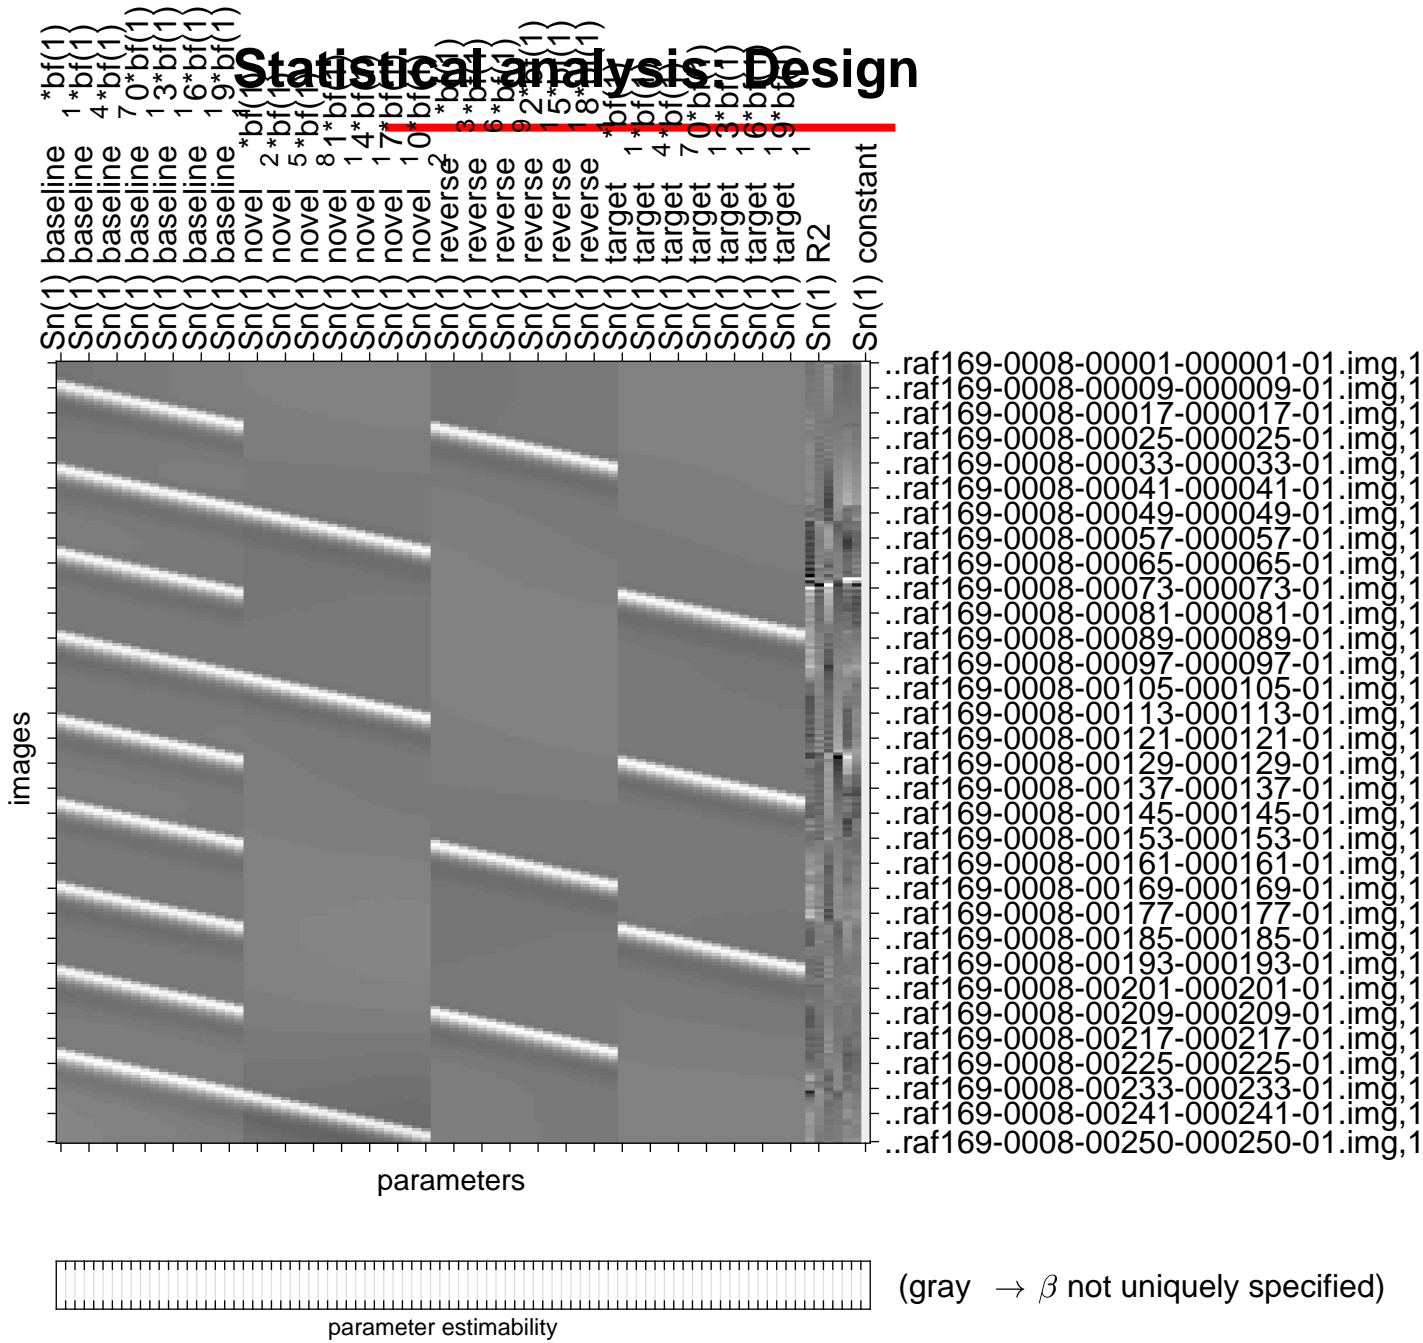 Statistical analysis: Design
Sn(1) baseline 1*bf(1)
Sn(1) baseline 4*bf(1)
Sn(1) baseline 7*bf(1)
Sn(1) baseline 10*bf(1)
Sn(1) baseline 13*bf(1)
Sn(1) baseline 16*bf(1)
Sn(1) baseline 19*bf(1)
Sn(1) novel 2*bf(1)
Sn(1) novel 5*bf(1)
Sn(1) novel 8*bf(1)
Sn(1) novel 11*bf(1)
Sn(1) novel 14*bf(1)
Sn(1) novel 17*bf(1)
Sn(1) novel 20*bf(1)
Sn(1) reverse 3*bf(1)
Sn(1) reverse 6*bf(1)
Sn(1) reverse 9*bf(1)
Sn(1) reverse 12*bf(1)
Sn(1) reverse 15*bf(1)
Sn(1) reverse 18*bf(1)
Sn(1) target 1*bf(1)
Sn(1) target 4*bf(1)
Sn(1) target 7*bf(1)
Sn(1) target 10*bf(1)
Sn(1) target 13*bf(1)
Sn(1) target 16*bf(1)
Sn(1) target 19*bf(1)
Sn(1) R2
Sn(1) constant
images
..raf169-0008-00001-000001-01.img,1
..raf169-0008-00009-000009-01.img,1
..raf169-0008-00017-000017-01.img,1
..raf169-0008-00025-000025-01.img,1
..raf169-0008-00033-000033-01.img,1
..raf169-0008-00041-000041-01.img,1
..raf169-0008-00049-000049-01.img,1
..raf169-0008-00057-000057-01.img,1
..raf169-0008-00065-000065-01.img,1
..raf169-0008-00073-000073-01.img,1
..raf169-0008-00081-000081-01.img,1
..raf169-0008-00089-000089-01.img,1
..raf169-0008-00097-000097-01.img,1
..raf169-0008-00105-000105-01.img,1
..raf169-0008-00113-000113-01.img,1
..raf169-0008-00121-000121-01.img,1
..raf169-0008-00129-000129-01.img,1
..raf169-0008-00137-000137-01.img,1
..raf169-0008-00145-000145-01.img,1
..raf169-0008-00153-000153-01.img,1
..raf169-0008-00161-000161-01.img,1
..raf169-0008-00169-000169-01.img,1
..raf169-0008-00177-000177-01.img,1
..raf169-0008-00185-000185-01.img,1
..raf169-0008-00193-000193-01.img,1
..raf169-0008-00201-000201-01.img,1
..raf169-0008-00209-000209-01.img,1
..raf169-0008-00217-000217-01.img,1
..raf169-0008-00225-000225-01.img,1
..raf169-0008-00233-000233-01.img,1
..raf169-0008-00241-000241-01.img,1
..raf169-0008-00250-000250-01.img,1
parameters
(gray → β not uniquely specified)
parameter estimability